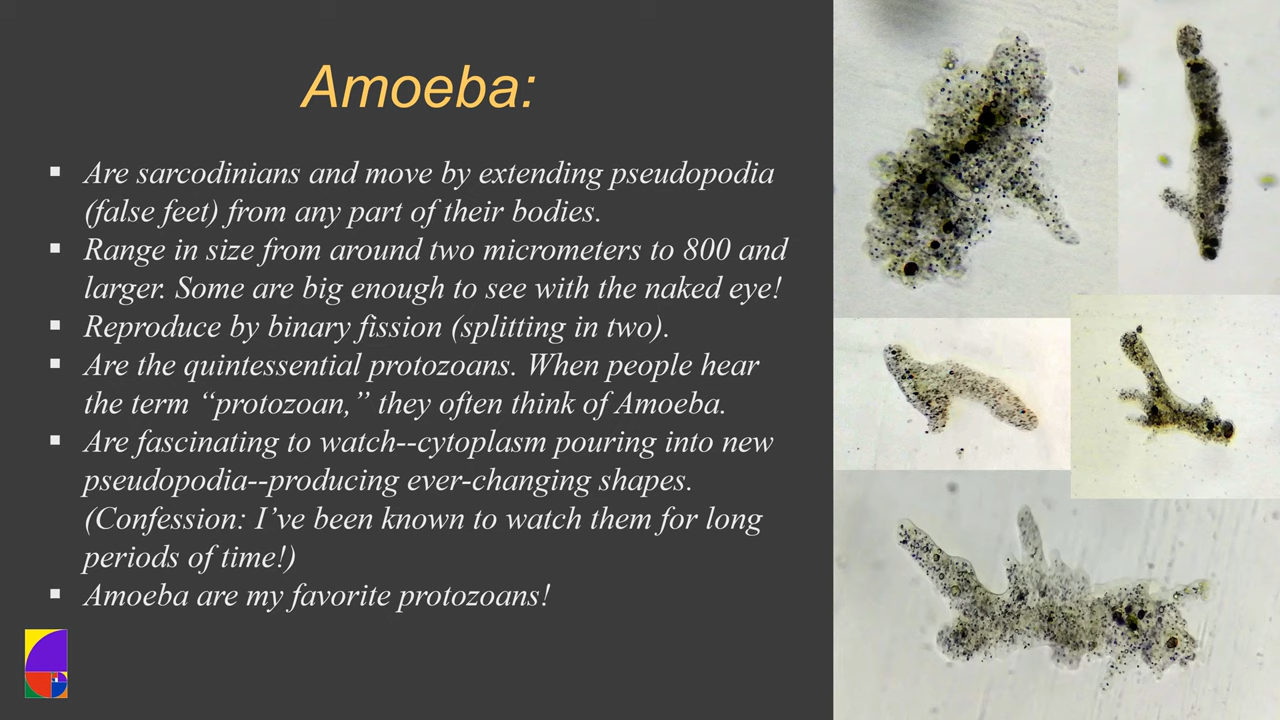 Amoeba:
▪ Are sarcodinians and move by extending pseudopodia
(false feet) from any part of their bodies.
▪ Range in size from around two micrometers to 800 and
larger. Some are big enough to see with the naked eye!
▪ Reproduce by binary fission (splitting in two).
▪ Are the quintessential protozoans. When people hear
the term “protozoan,” they often think of Amoeba.
▪ Are fascinating to watch--cytoplasm pouring into new
pseudopodia--producing ever-changing shapes.
(Confession: I’ve been known to watch them for long
periods of time!)
▪ Amoeba are my favorite protozoans!